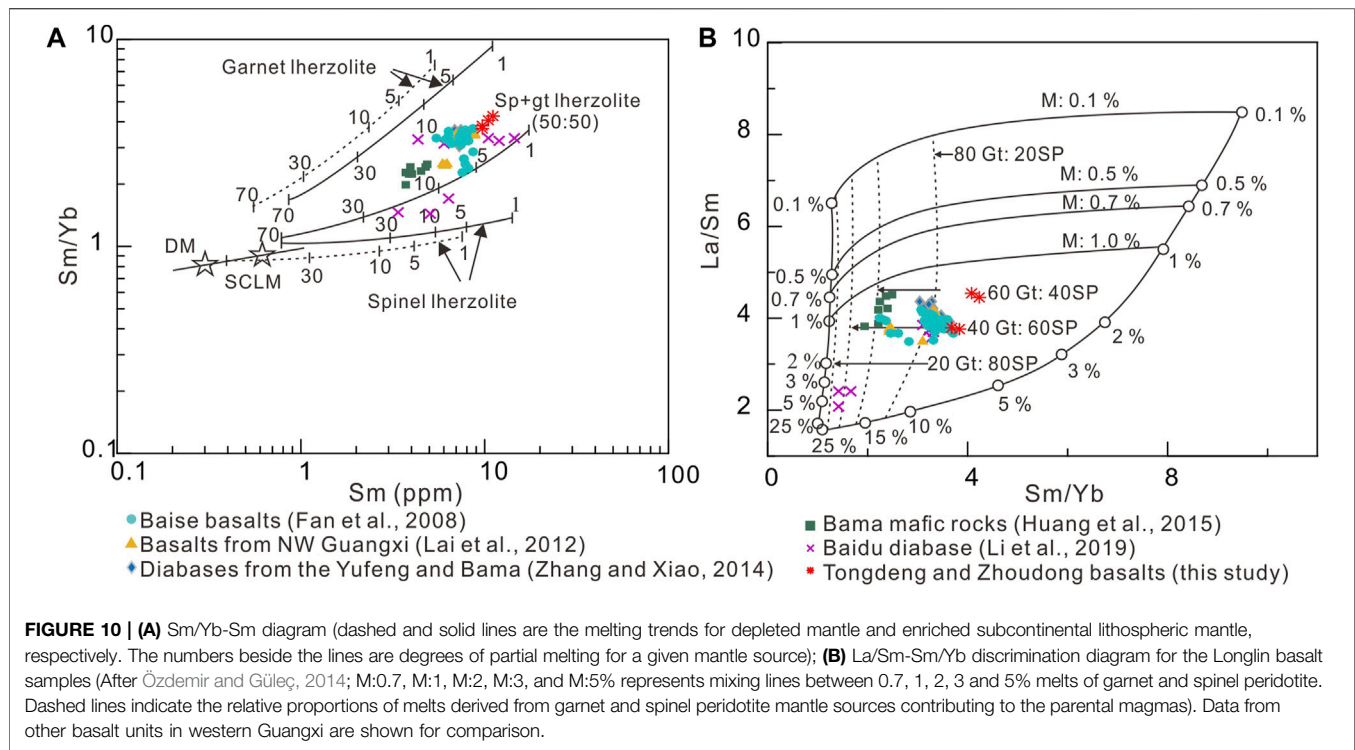 A
10
1
0.1
Sm/Yb
Garnet lherzolite
1
5
10
30
70
1
5
10
30
70
Sp+gt lherzolite
(50:50)
1
5
10
30
70
1
5
10
30
1
5
10
30
Spinel lherzolite
DM
SCLM
0.1
1
10
100
Sm (ppm)
B
10
8
6
4
2
La/Sm
M: 0.1 %
0.1 %
80 Gt: 20SP
M: 0.5 %
0.5 %
M: 0.7 %
0.7 %
M: 1.0 %
1 %
0.1 %
0.5 %
0.7 %
1 %
2 %
3 %
5 %
25 %
60 Gt: 40SP
40 Gt: 60SP
20 Gt: 80SP
2 %
3 %
5 %
10 %
15 %
25 %
0
4
8
Sm/Yb
Baise basalts (Fan et al., 2008)
Basalts from NW Guangxi (Lai et al., 2012)
Diabases from the Yufeng and Bama (Zhang and Xiao, 2014)
Bama mafic rocks (Huang et al., 2015)
Baidu diabase (Li et al., 2019)
Tongdeng and Zhoudong basalts (this study)
FIGURE 10 | (A) Sm/Yb-Sm diagram (dashed and solid lines are the melting trends for depleted mantle and enriched subcontinental lithospheric mantle,
respectively. The numbers beside the lines are degrees of partial melting for a given mantle source); (B) La/Sm-Sm/Yb discrimination diagram for the Longlin basalt
samples (After Özdemir and Güleç, 2014; M:0.7, M:1, M:2, M:3, and M:5% represents mixing lines between 0.7, 1, 2, 3 and 5% melts of garnet and spinel peridotite.
Dashed lines indicate the relative proportions of melts derived from garnet and spinel peridotite mantle sources contributing to the parental magmas). Data from
other basalt units in western Guangxi are shown for comparison.